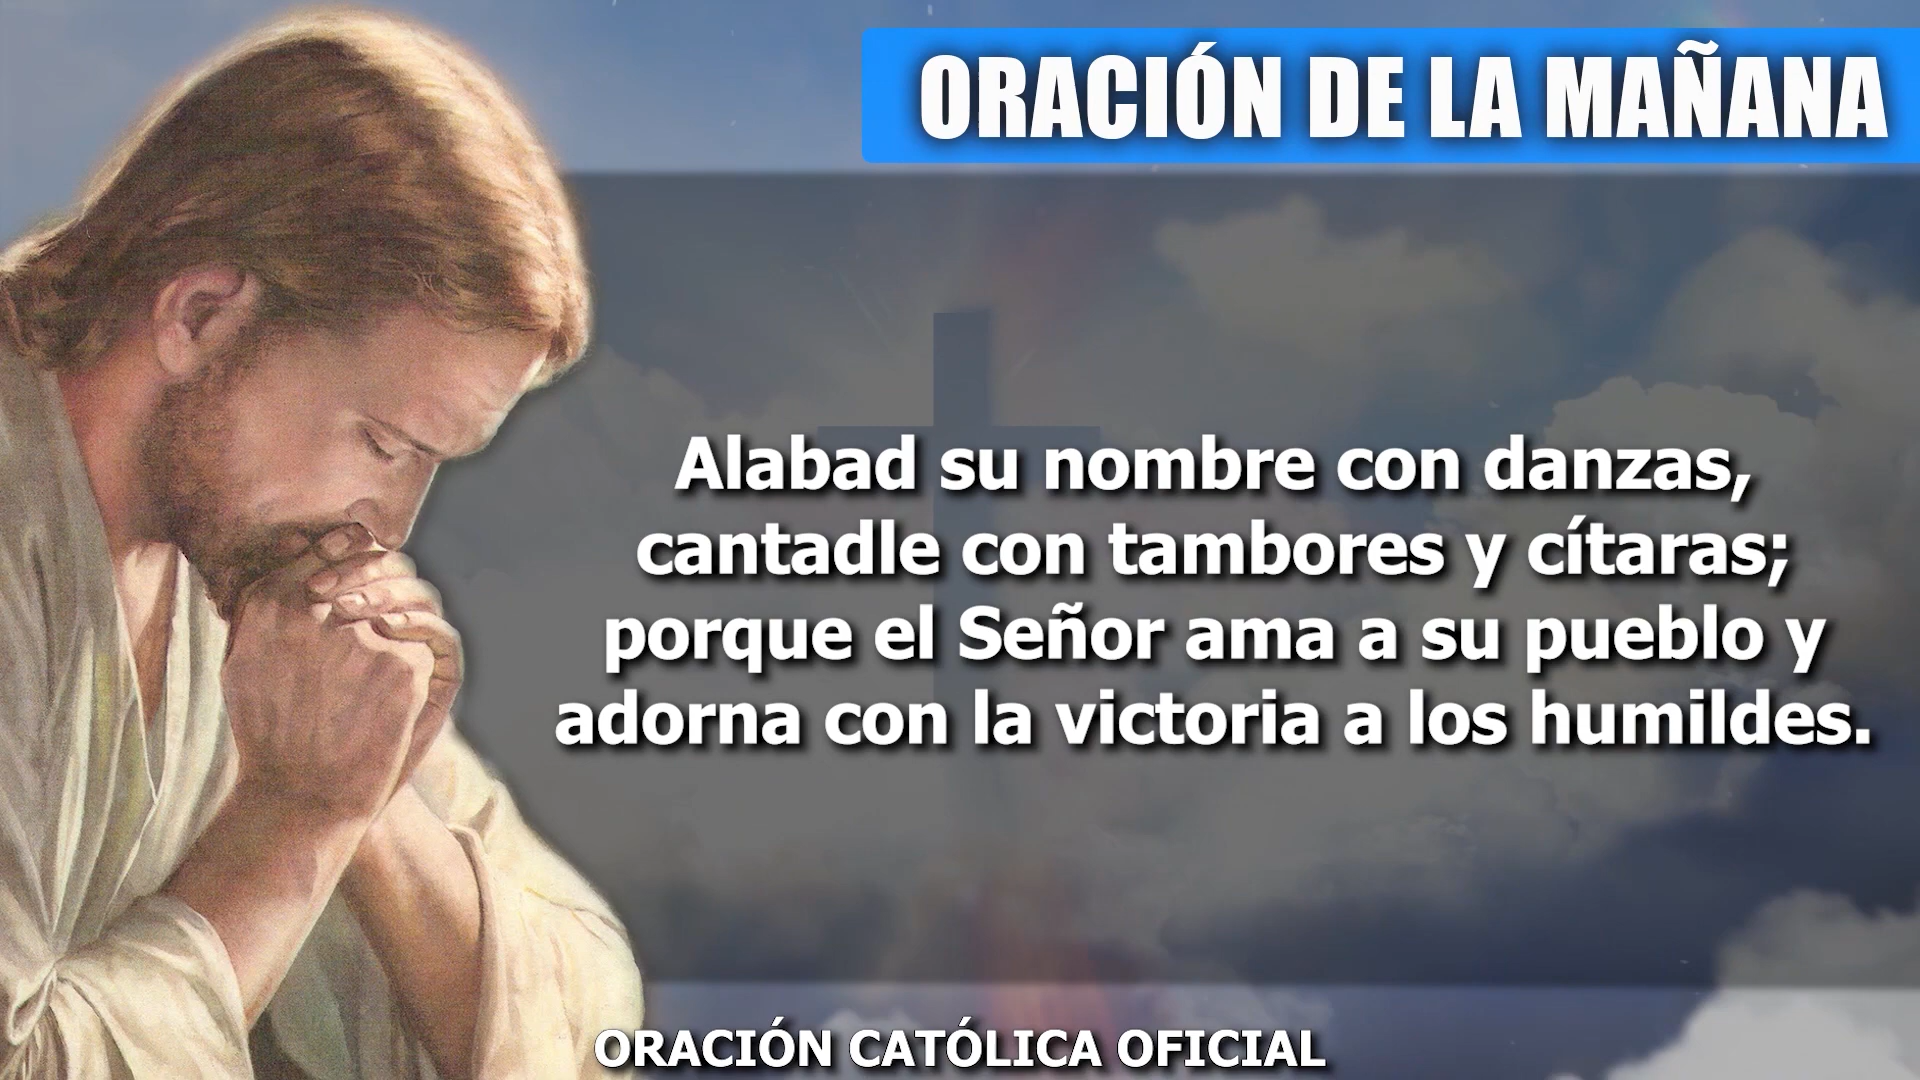 ORACIÓN DE LA MAÑANA
Alabad su nombre con danzas,
cantadle con tambores y cítaras;
porque el Señor ama a su pueblo y
adorna con la victoria a los humildes.
ORACIÓN CATÓLICA OFICIAL